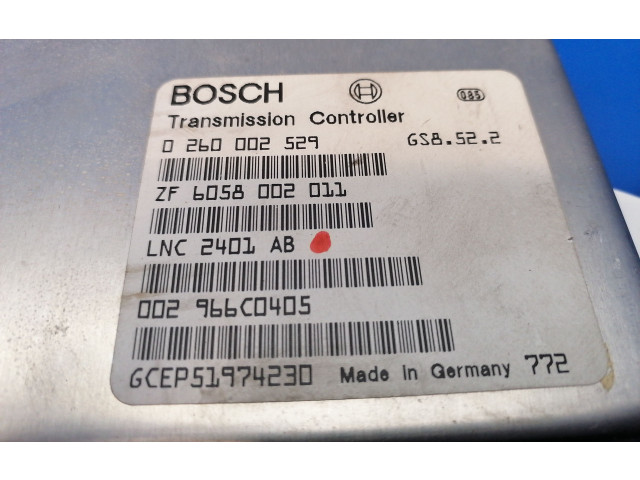 BOSCH 083
Transmission Controller
0 260 002 529 GS8.52.2
ZF 6058 002 011
LNC 2401 AB
002 966C0405
GCEP51974230 Made in Germany 772